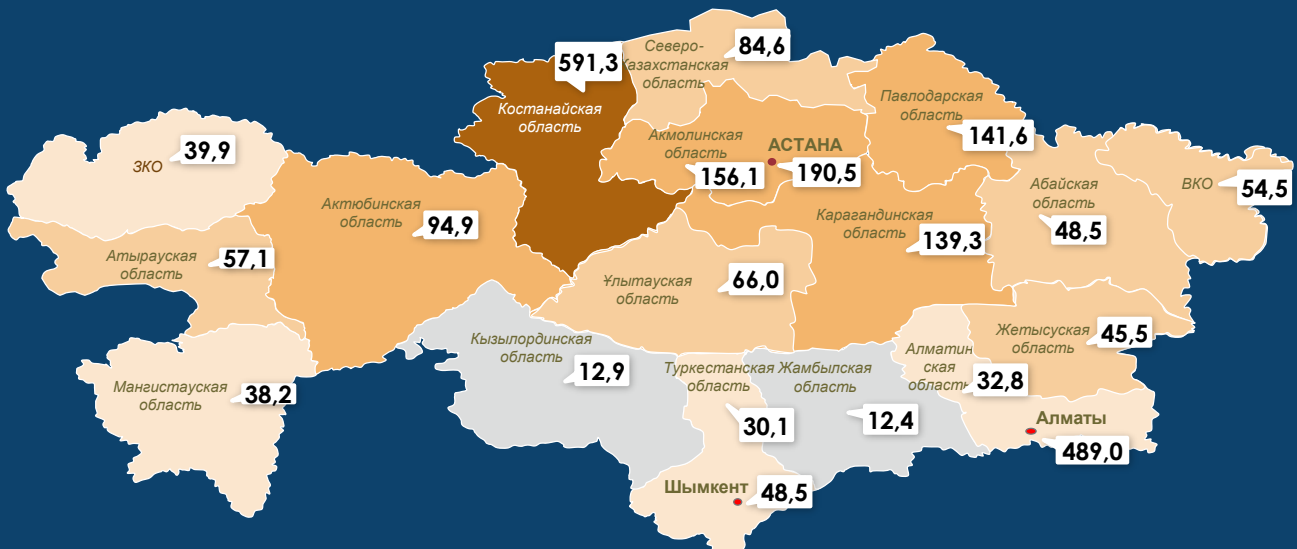 Северо-
Казахстанская
область
84,6
591,3
Костанайская
область
Павлодарская
область
141,6
Акмолинская
область
156,1
АСТАНА
190,5
ЗКО
39,9
Абайская
область
48,5
ВКО
54,5
Актюбинская
область
94,9
Карагандинская
область
139,3
Атырауская
область
57,1
Ұлытауская
область
66,0
Жетысуская
область
45,5
Кызылординская
область
12,9
Алматин
ская
область
32,8
Туркестанская
область
30,1
Жамбылская
область
12,4
Мангистауская
область
38,2
Алматы
489,0
Шымкент
48,5